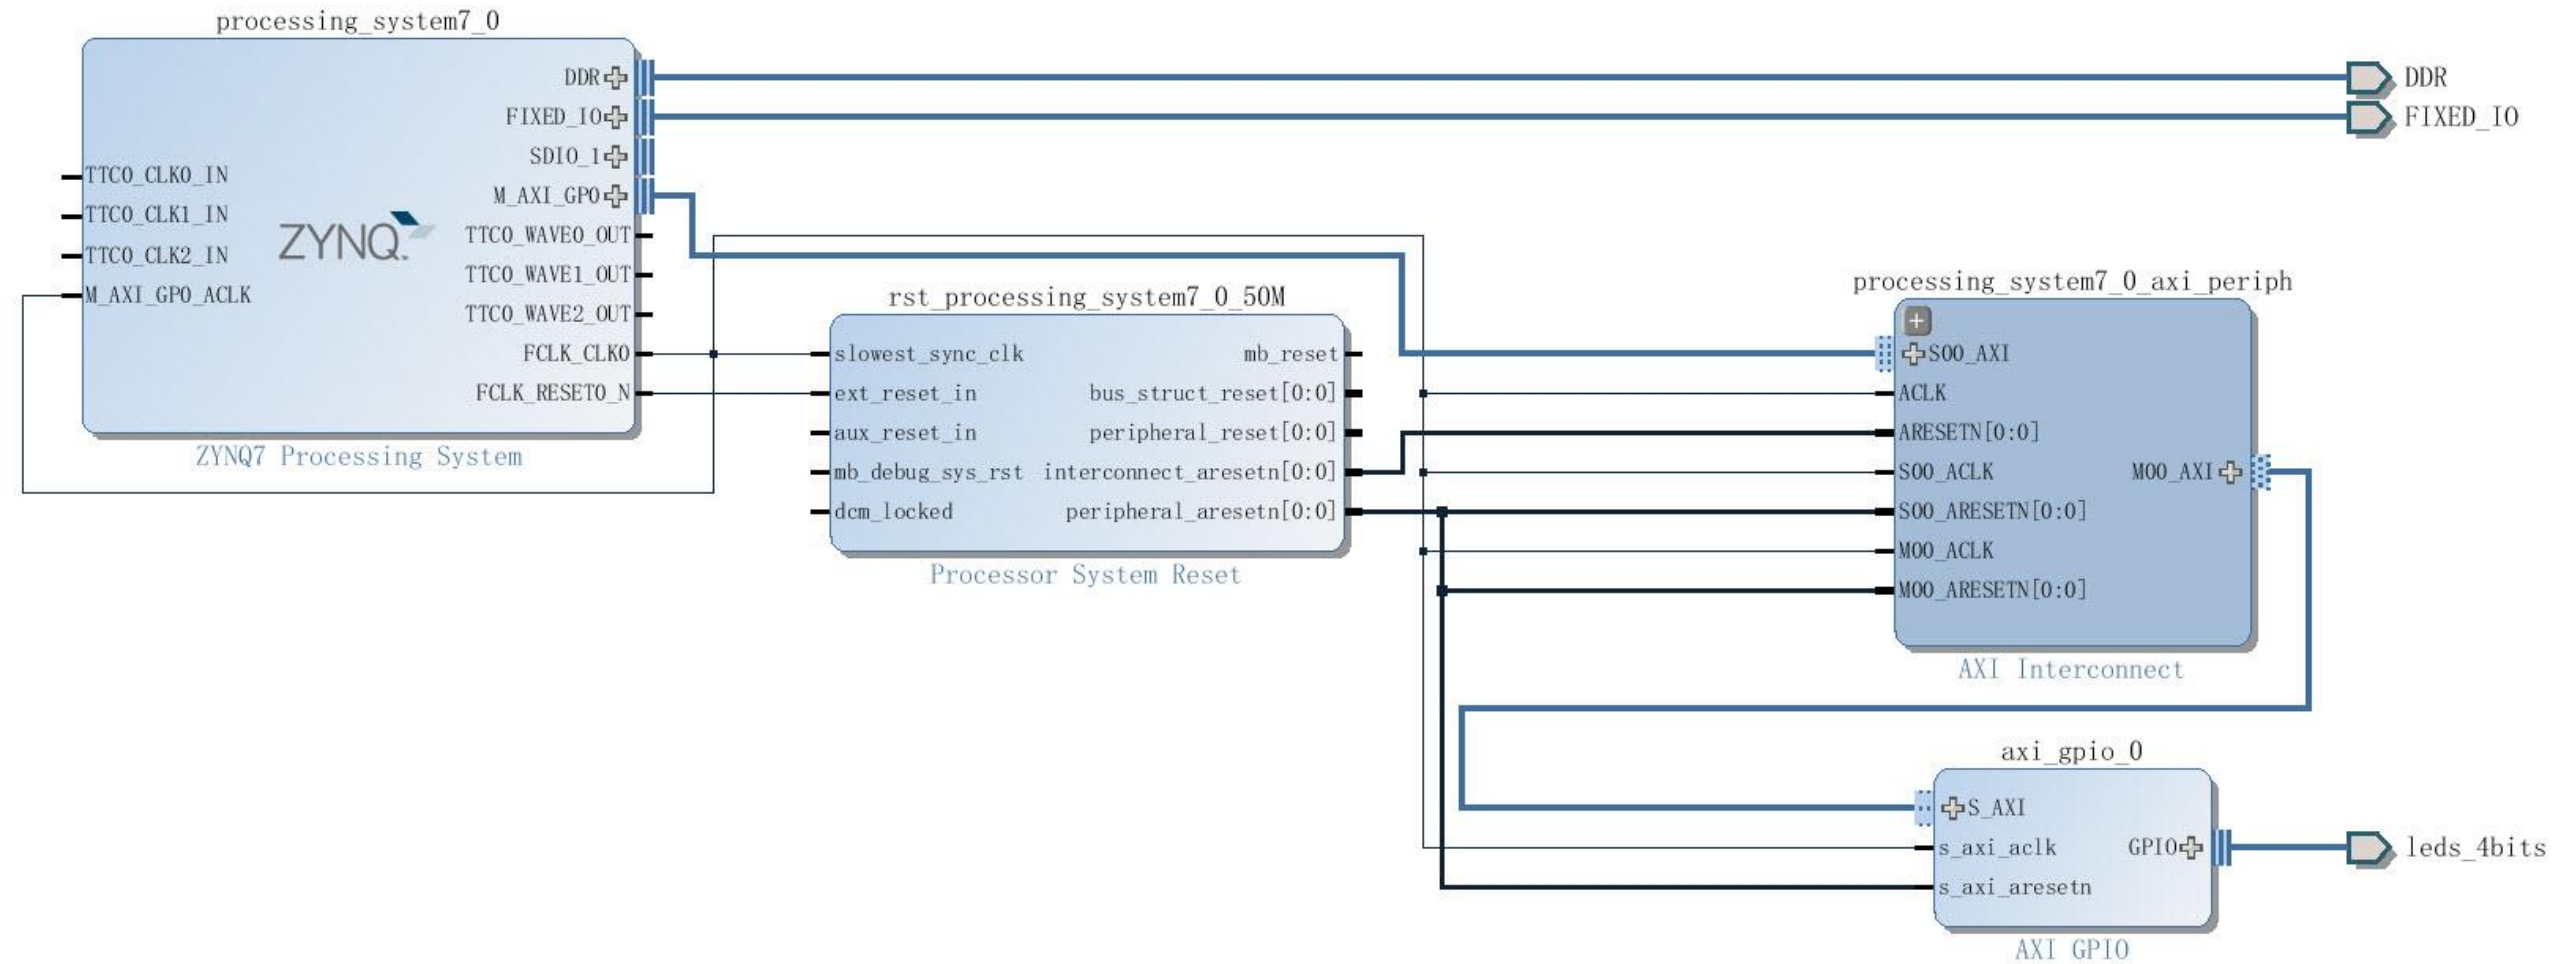 processing_system7_0
DDR
FIXED_IO
SDIO_1
TTC0_CLK0_IN
M_AXI_GP0
TTC0_CLK1_IN
TTC0_WAVE0_OUT
ZYNQ
TTC0_CLK2_IN
TTC0_WAVE1_OUT
M_AXI_GP0_ACLK
TTC0_WAVE2_OUT
FCLK_CLK0
FCLK_RESET0_N
ZYNQ7 Processing System
rst_processing_system7_0_50M
slowest_sync_clk
mb_reset
ext_reset_in
bus_struct_reset[0:0]
aux_reset_in
peripheral_reset[0:0]
mb_debug_sys_rst
interconnect_aresetn[0:0]
dcm_locked
peripheral_aresetn[0:0]
Processor System Reset
processing_system7_0_axi_periph
S00_AXI
ACLK
ARESETN[0:0]
S00_ACLK
M00_AXI
S00_ARESETN[0:0]
M00_ACLK
M00_ARESETN[0:0]
AXI Interconnect
axi_gpio_0
S_AXI
s_axi_aclk
GPIO
s_axi_aresetn
AXI GPIO
DDR
FIXED_IO
leds_4bits